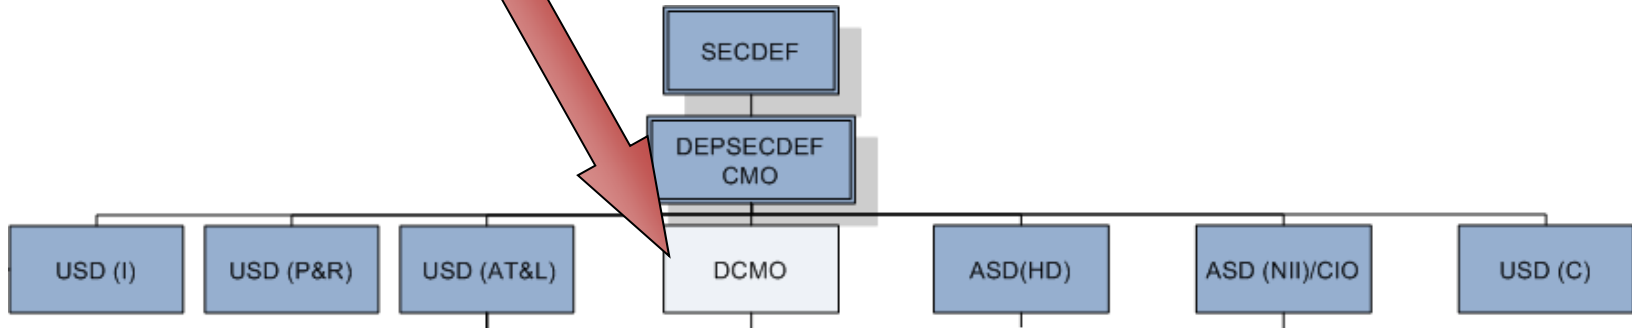 SECDEF
DEPSECDEF
CMO
USD (I)
USD (P&R)
USD (AT&L)
DCMO
ASD(HD)
ASD (NII)/CIO
USD (C)